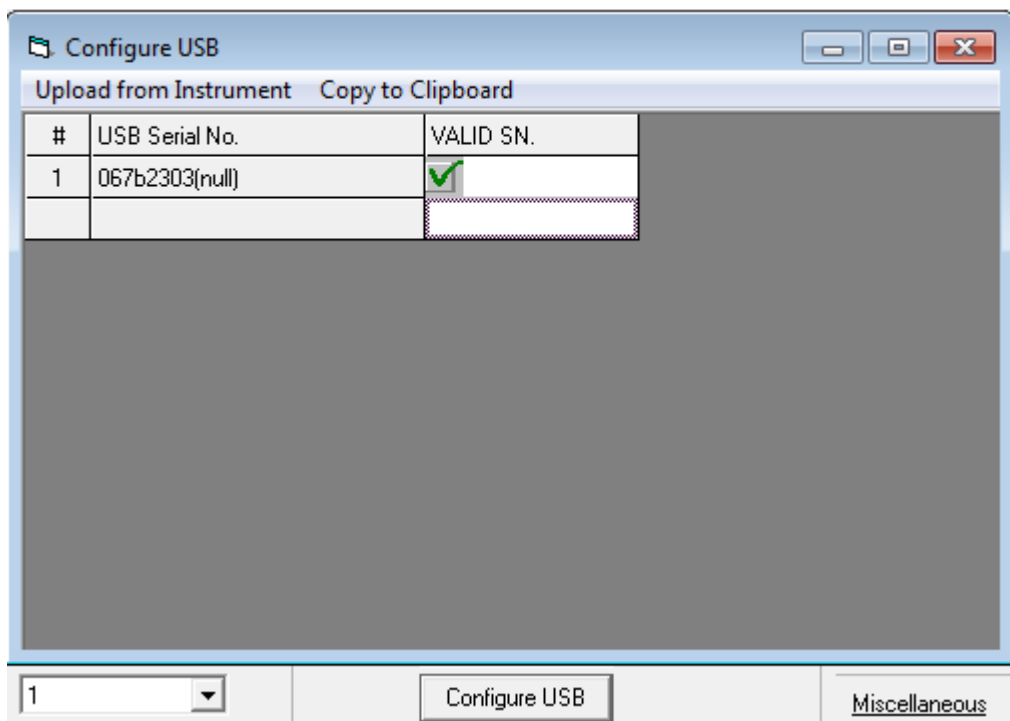 Configure USB
Upload from Instrument Copy to Clipboard
# USB Serial No. VALID SN.
1 067b2303(null)
1 Configure USB Miscellaneous